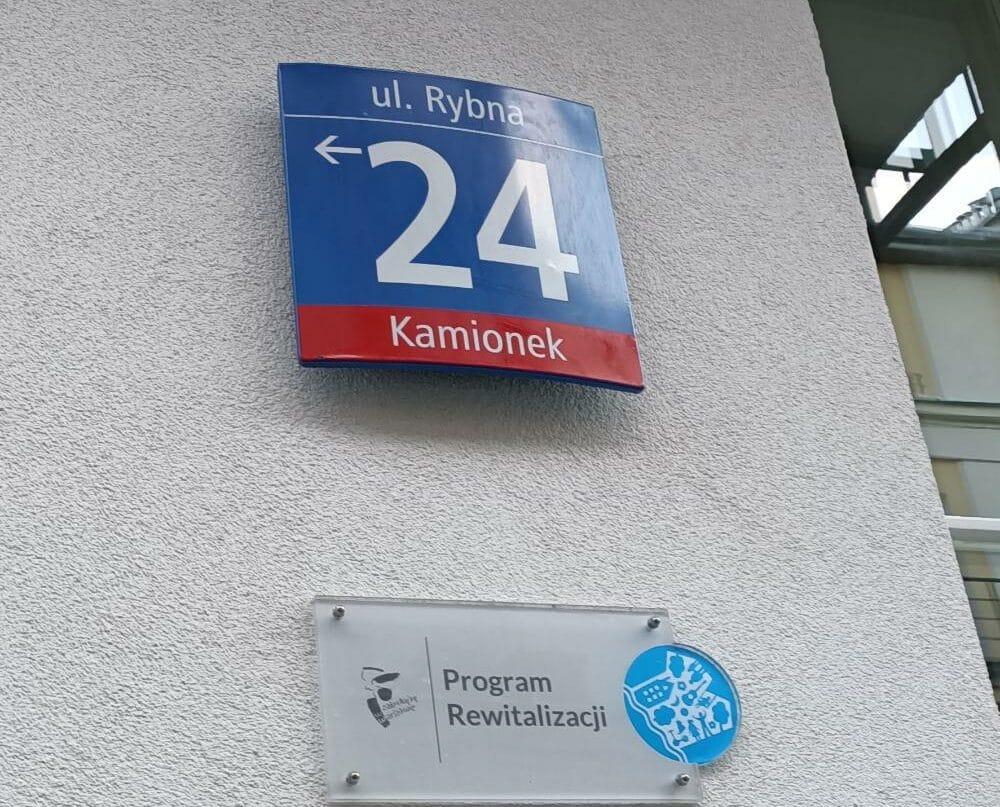 ul. Rybna
← 24
Kamionek
Program
Rewitalizacji